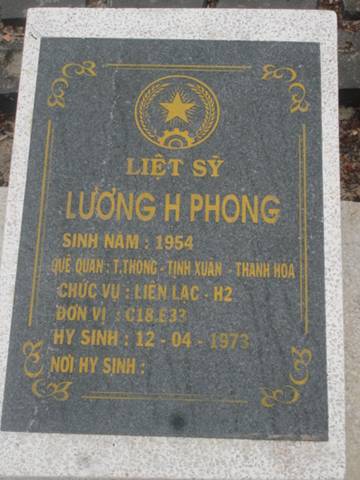 LIỆT SỸ
LƯƠNG H PHONG
SINH NĂM : 1954
QUÊ QUÁN : T.THÔNG - TỊNH XUÂN - THANH HÓA
CHỨC VỤ : LIÊN LẠC - H2
ĐƠN VỊ : C18.E33
HY SINH : 12 - 04 - 1973
NƠI HY SINH :